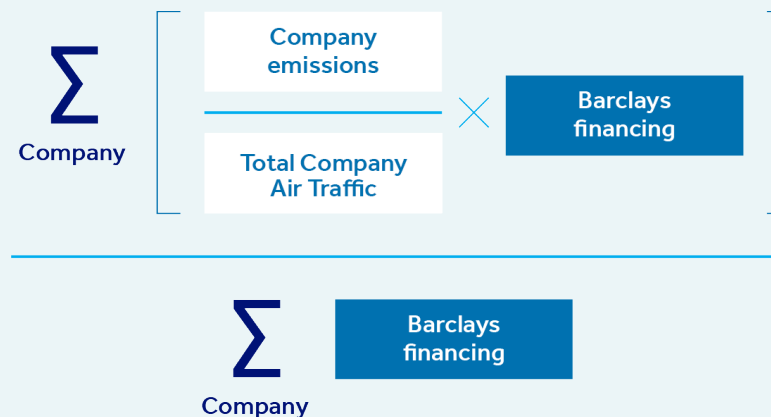 Σ
Company
Company
emissions
Total Company
Air Traffic
×
Barclays
financing
Σ
Company
Barclays
financing